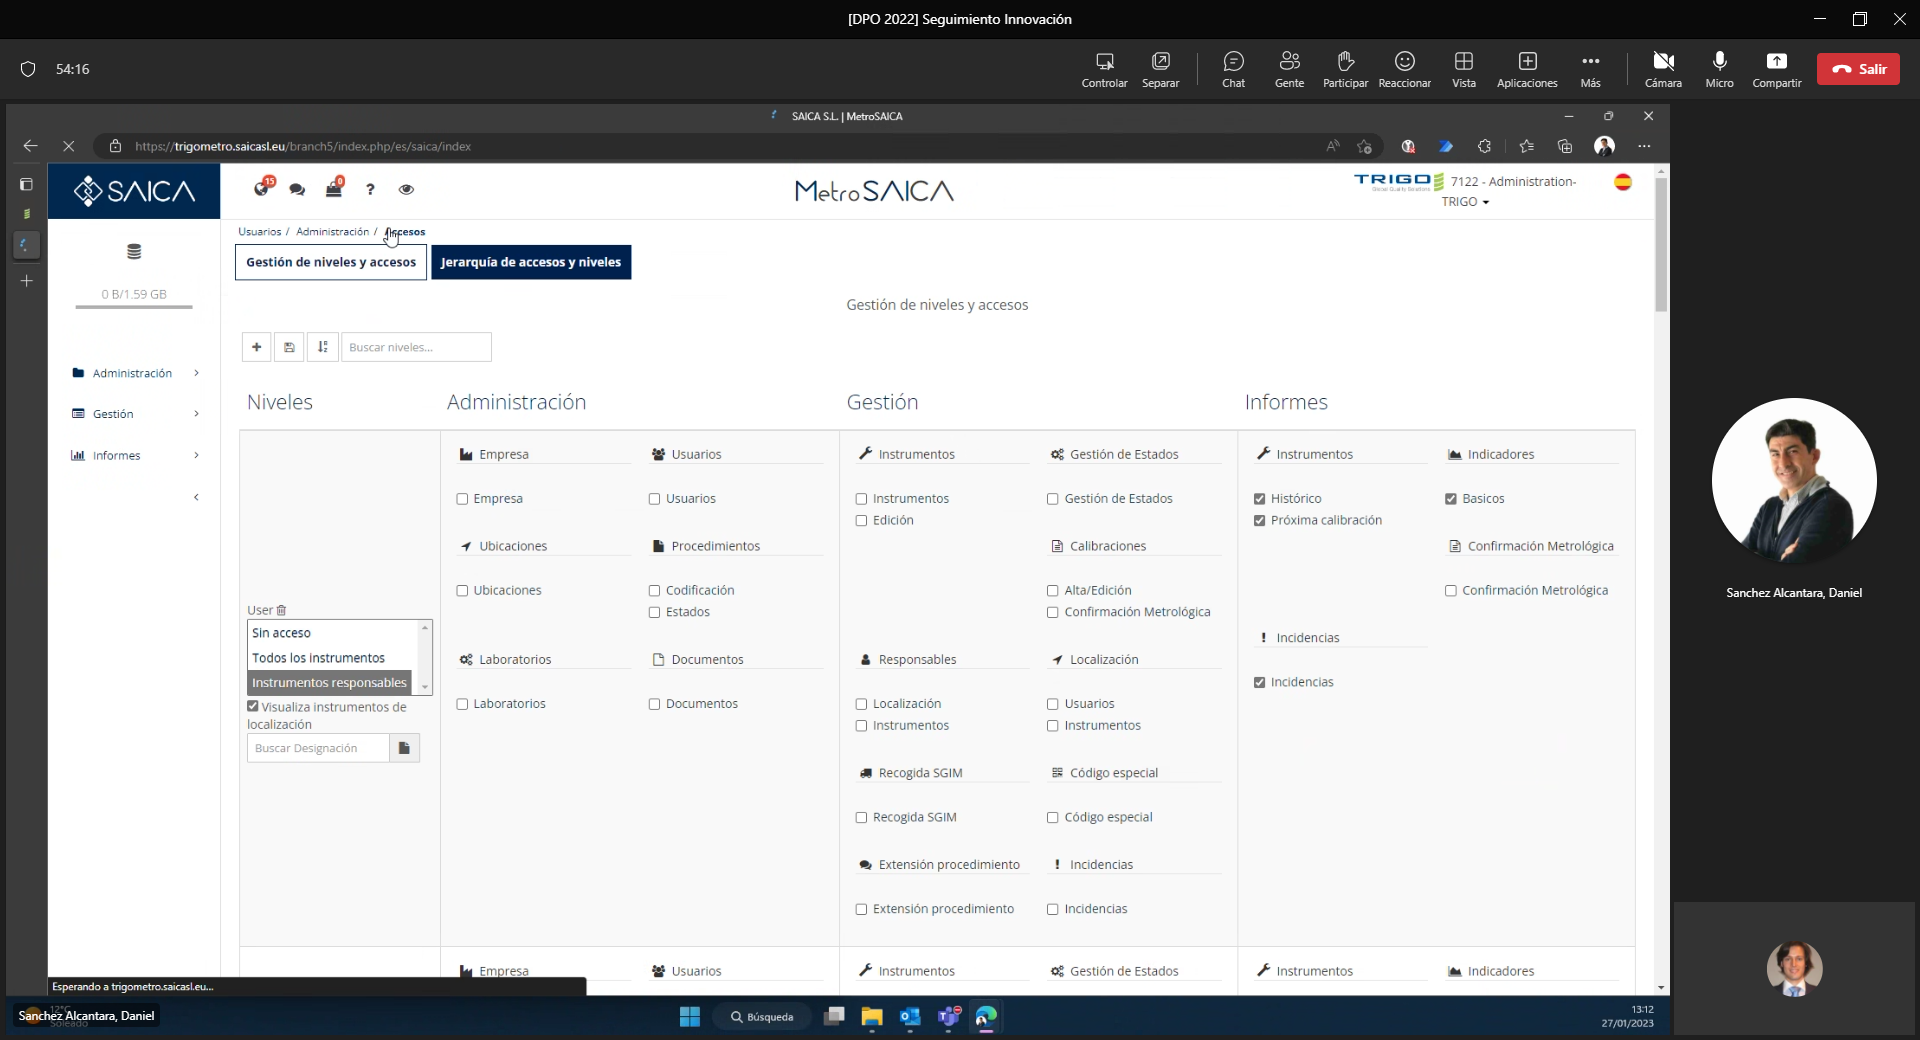 [DPO 2022] Seguimiento Innovación
54:16
Controlar
Separar
Chat
Gente
Participar
Reaccionar
Vista
Aplicaciones
Más
Cámara
Micro
Compartir
Salir
SAICA S.L. | MetroSAICA
https://trigometro.saicasl.eu/branch5/index.php/es/saica/index
SAICA
15
0
?
MetroSAICA
TRIGO
7122 - Administration-
TRIGO
Usuarios / Administración / Accesos
Gestión de niveles y accesos
Jerarquía de accesos y niveles
0 B/1.59 GB
Gestión de niveles y accesos
Buscar niveles...
Administración
Gestión
Informes
Niveles
Administración
Gestión
Informes
Empresa
Usuarios
Instrumentos
Gestión de Estados
Instrumentos
Indicadores
Empresa
Usuarios
Instrumentos
Gestión de Estados
Histórico
Basicos
Edición
Próxima calibración
Ubicaciones
Procedimientos
Calibraciones
Confirmación Metrológica
Ubicaciones
Codificación
Alta/Edición
Confirmación Metrológica
Estados
Confirmación Metrológica
User
Sin acceso
Todos los instrumentos
Instrumentos responsables
Visualiza instrumentos de
localización
Buscar Designación
Incidencias
Laboratorios
Documentos
Responsables
Localización
Incidencias
Laboratorios
Documentos
Localización
Usuarios
Instrumentos
Instrumentos
Recogida SGIM
Código especial
Recogida SGIM
Código especial
Extensión procedimiento
Incidencias
Extensión procedimiento
Incidencias
Empresa
Usuarios
Instrumentos
Gestión de Estados
Instrumentos
Indicadores
Esperando a trigometro.saicasl.eu...
Sanchez Alcantara, Daniel
12°C
Soleado
Sanchez Alcantara, Daniel
Búsqueda
13:12
27/01/2023